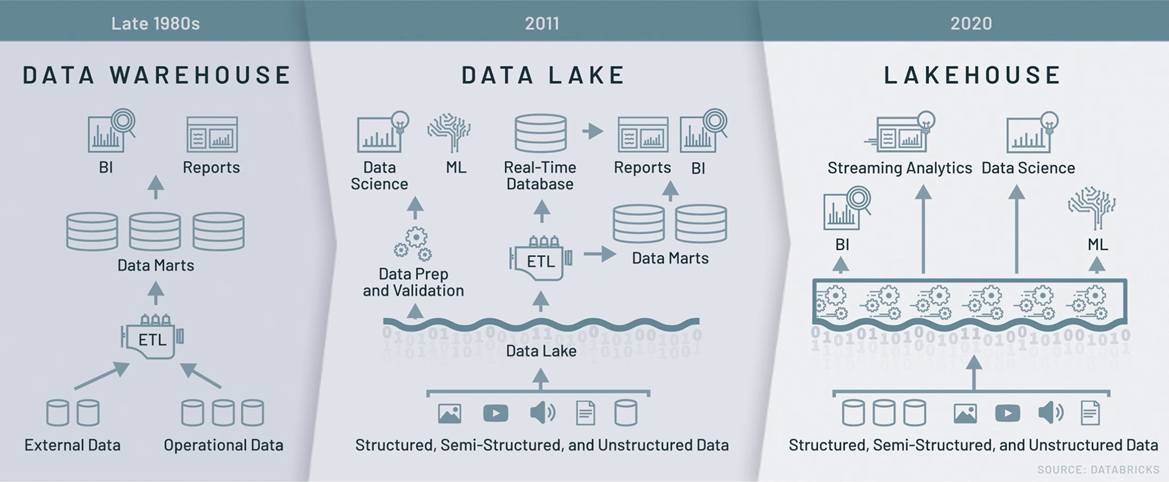 Late 1980s
DATA WAREHOUSE
BI
Reports
Data Marts
ETL
External Data
Operational Data
2011
DATA LAKE
Data
Science
ML
Real-Time
Database
Reports
BI
Data Prep
and Validation
ETL
Data Marts
Data Lake
Structured, Semi-Structured, and Unstructured Data
2020
LAKEHOUSE
Streaming Analytics
Data Science
BI
ML
Structured, Semi-Structured, and Unstructured Data
SOURCE: DATABRICKS